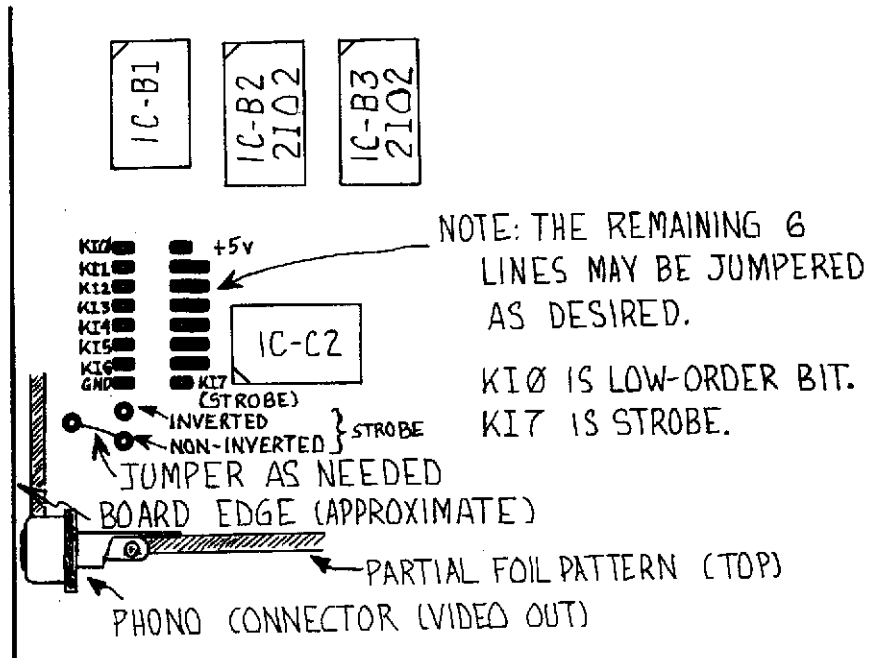 IC-B1
IC-B2
2102
IC-B3
2102
NOTE: THE REMAINING 6
LINES MAY BE JUMPERED
AS DESIRED.
KIØ IS LOW-ORDER BIT.
KI7 IS STROBE.
KIØ
+5v
KI1
KI2
KI3
KI4
KI5
KI6
GND
KI7
(STROBE)
IC-C2
INVERTED
NON-INVERTED
} STROBE
JUMPER AS NEEDED
BOARD EDGE (APPROXIMATE)
PARTIAL FOIL PATTERN (TOP)
PHONO CONNECTOR (VIDEO OUT)